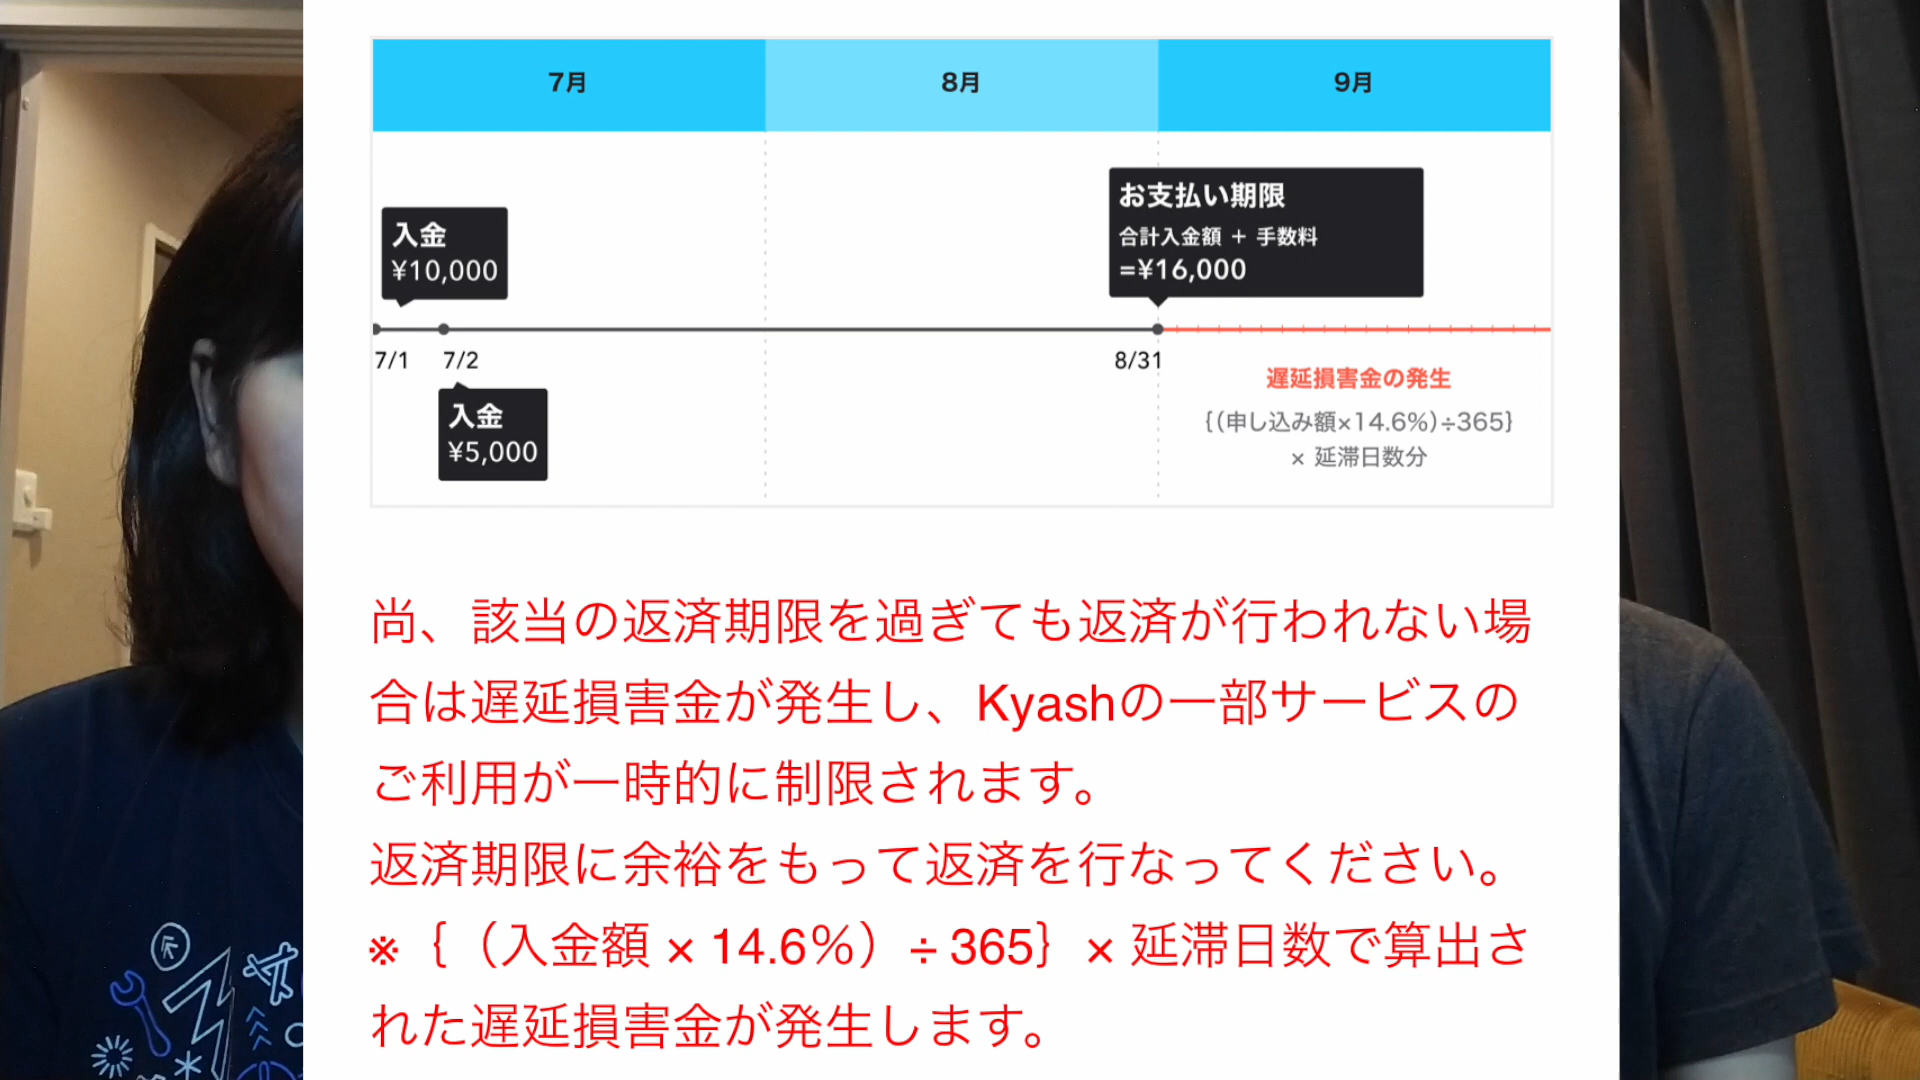 7月
8月
9月
お支払い期限
合計入金額 + 手数料
=¥16,000
入金
¥10,000
7/1
7/2
8/31
入金
¥5,000
遅延損害金の発生
{(申し込み額×14.6%)÷365}
× 延滞日数分
尚、該当の返済期限を過ぎても返済が行われない場
合は遅延損害金が発生し、Kyashの一部サービスの
ご利用が一時的に制限されます。
返済期限に余裕をもって返済を行なってください。
※｛（入金額 × 14.6％）÷ 365｝× 延滞日数で算出さ
れた遅延損害金が発生します。